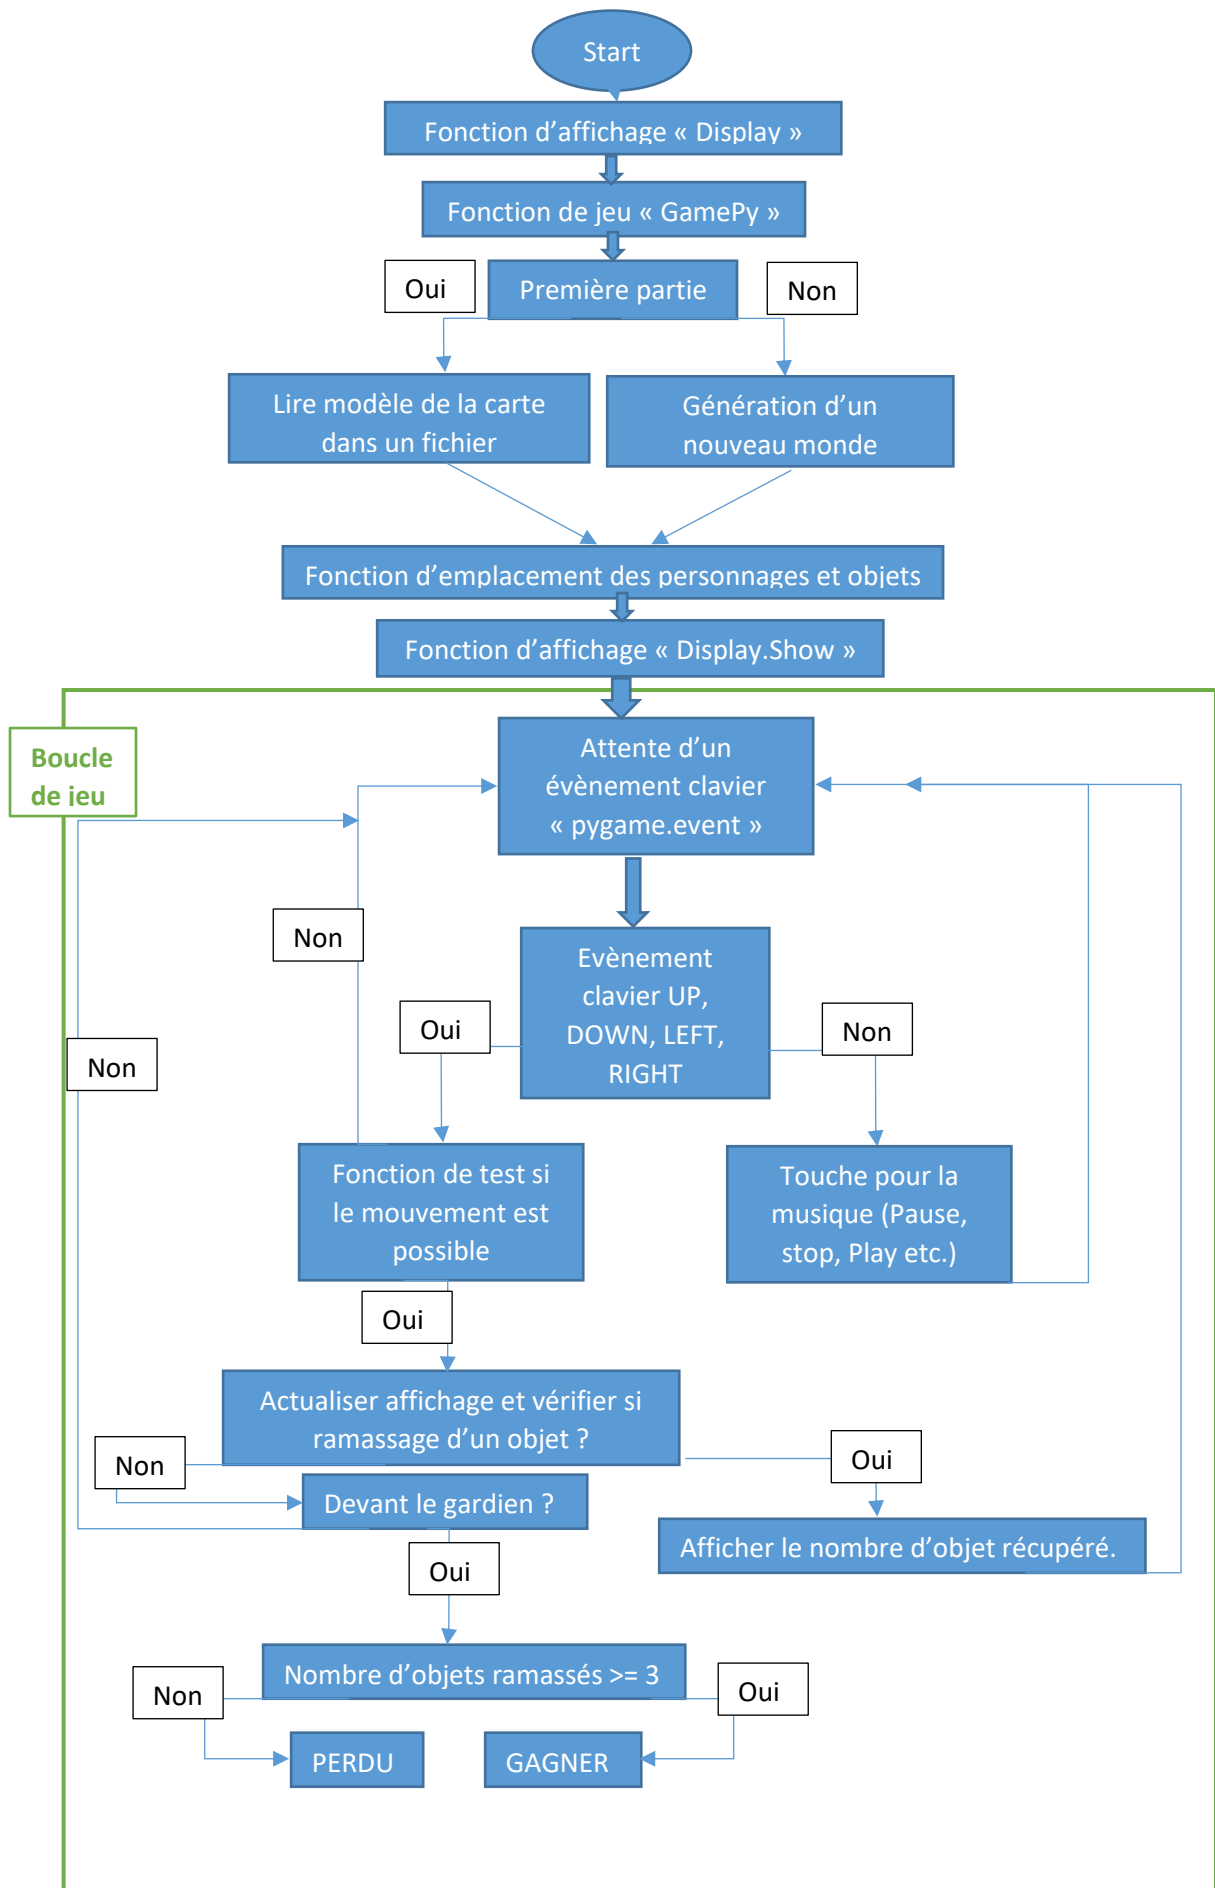 Start
Fonction d'affichage « Display »
Fonction de jeu « GamePy »
Oui
Première partie
Non
Lire modèle de la carte
dans un fichier
Génération d'un
nouveau monde
Fonction d'emplacement des personnages et objets
Fonction d'affichage « Display.Show »
Boucle
de jeu
Attente d'un
évènement clavier
« pygame.event »
Non
Evènement
clavier UP,
DOWN, LEFT,
RIGHT
Oui
Non
Non
Fonction de test si
le mouvement est
possible
Touche pour la
musique (Pause,
stop, Play etc.)
Oui
Actualiser affichage et vérifier si
ramassage d'un objet ?
Non
Oui
Devant le gardien ?
Afficher le nombre d'objet récupéré.
Oui
Nombre d'objets ramassés >= 3
Non
Oui
PERDU
GAGNER